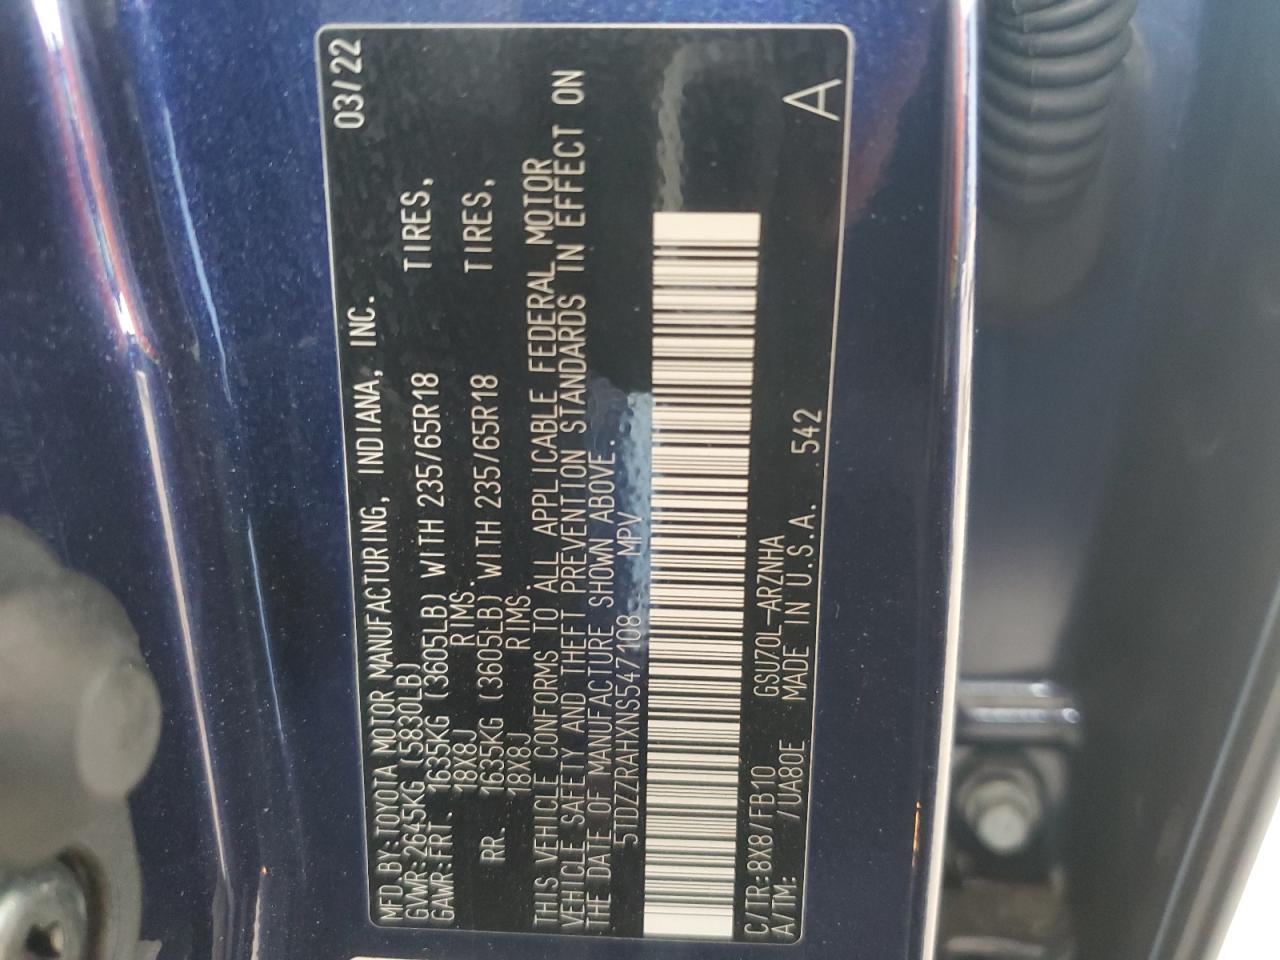 MFD.BY:TOYOTA MOTOR MANUFACTURING, INDIANA, INC. 03/22
GVWR:2645KG (5830LB)
GAWR:FRT. 1635KG (3605LB) WITH 235/65R18 TIRES,
18X8J RIMS.
RR. 1635KG (3605LB) WITH 235/65R18 TIRES,
18X8J RIMS.
THIS VEHICLE CONFORMS TO ALL APPLICABLE FEDERAL MOTOR
VEHICLE SAFETY AND THEFT PREVENTION STANDARDS IN EFFECT ON
THE DATE OF MANUFACTURE SHOWN ABOVE.
5TDZZRAHXNS547108 MPV
C/TR:8X8/FB10 GSU70L-ARZNHA
A/TM: /UA80E MADE IN U.S.A. 542 A